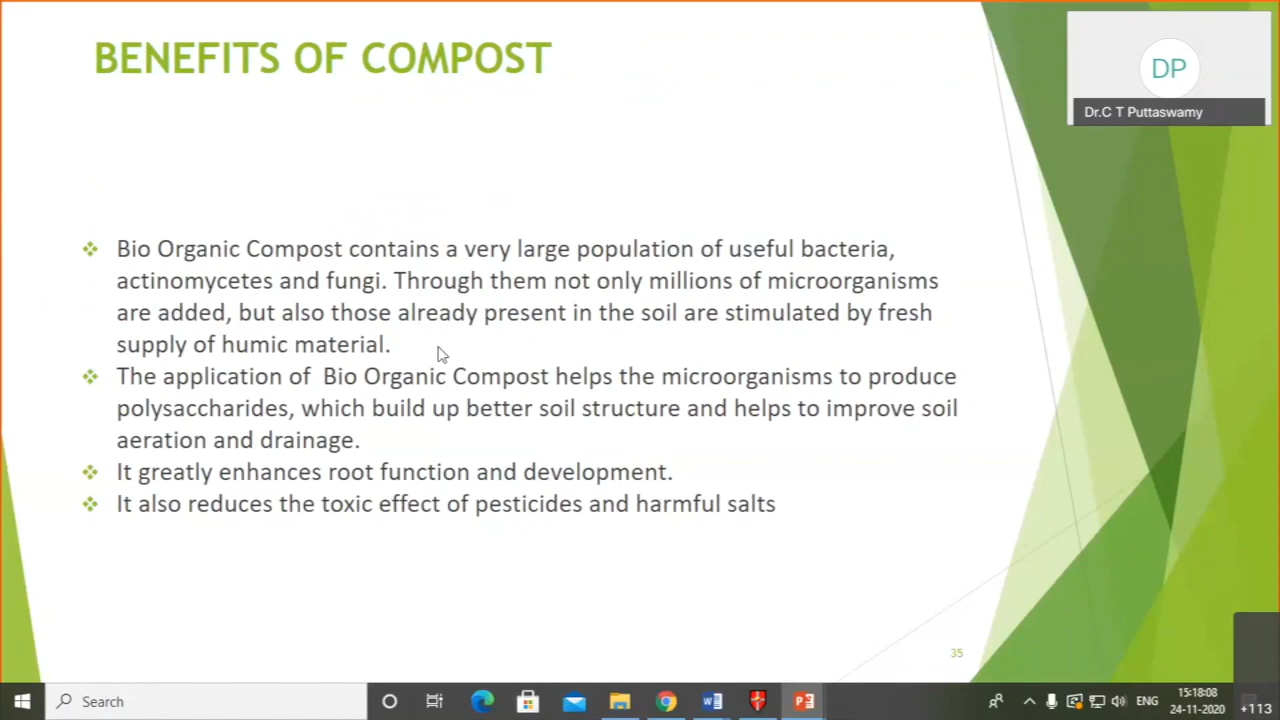 BENEFITS OF COMPOST
DP
Dr.C T Puttaswamy
Bio Organic Compost contains a very large population of useful bacteria,
actinomycetes and fungi. Through them not only millions of microorganisms
are added, but also those already present in the soil are stimulated by fresh
supply of humic material.
The application of Bio Organic Compost helps the microorganisms to produce
polysaccharides, which build up better soil structure and helps to improve soil
aeration and drainage.
It greatly enhances root function and development.
It also reduces the toxic effect of pesticides and harmful salts
35
Search
ENG
15:18:08
24-11-2020
+113